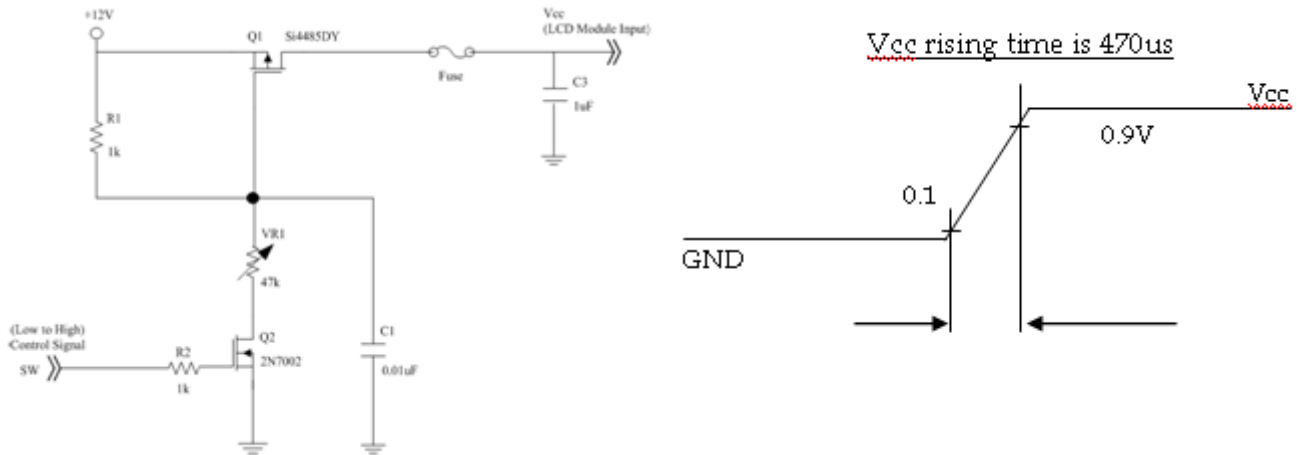 +12V
Q1
Si4485DY
Vcc
(LCD Module Input)
Fuse
C3
1uF
R1
1k
VR1
47k
(Low to High)
Control Signal
SW
R2
1k
Q2
2N7002
C1
0.01uF
Vcc rising time is 470us
Vcc
0.9V
0.1
GND